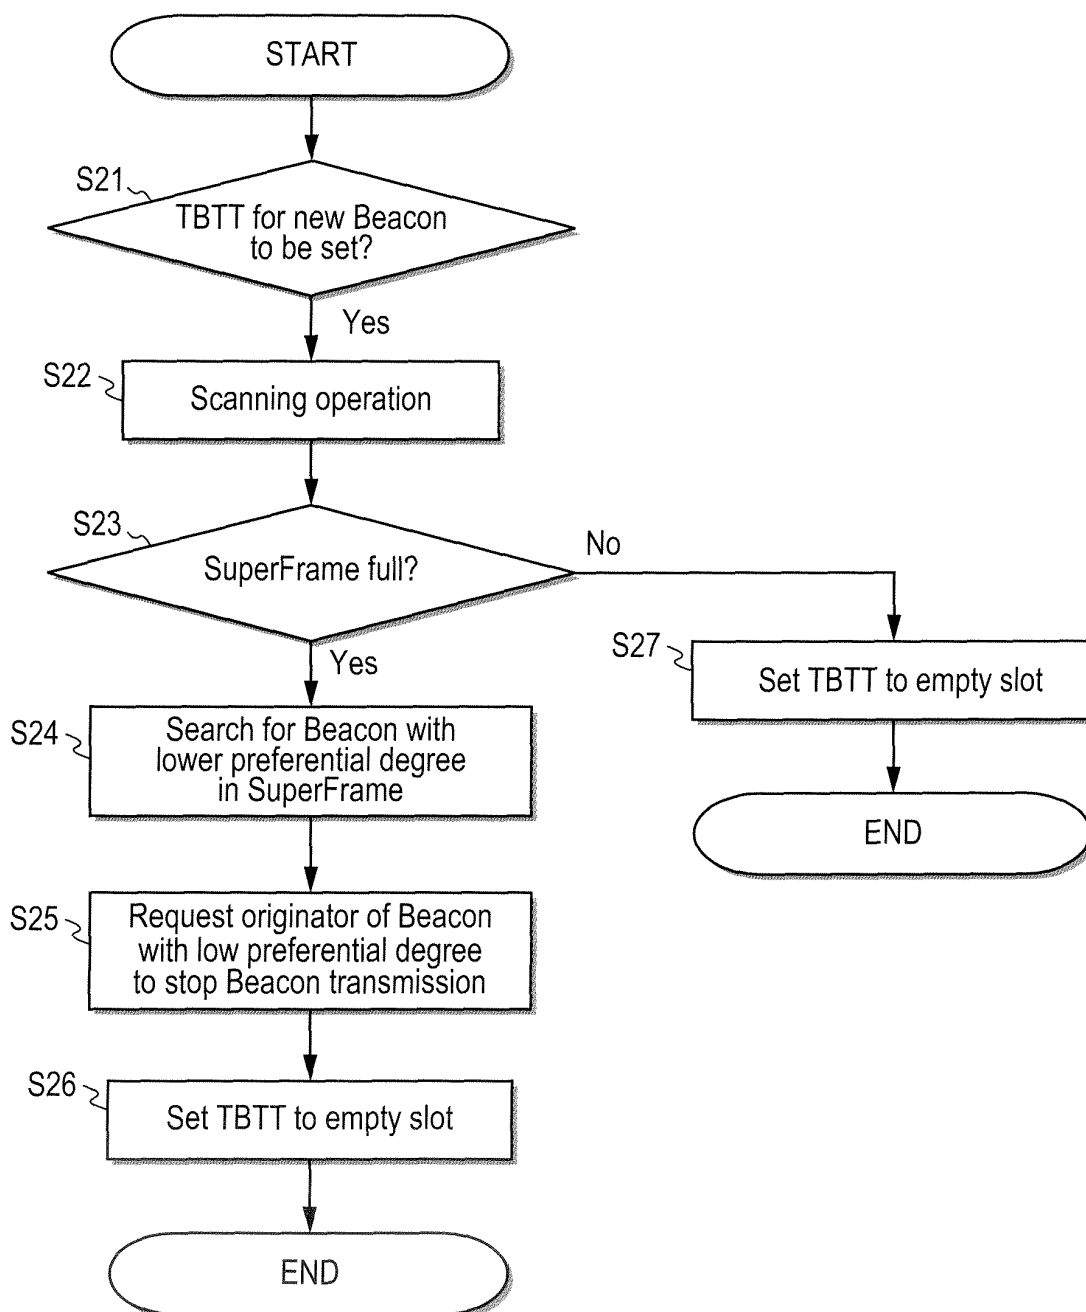 START
S21
TBTT for new Beacon
to be set?
Yes
S22
Scanning operation
S23
SuperFrame full?
No
Yes
S27
Set TBTT to empty slot
S24
Search for Beacon with
lower preferential degree
in SuperFrame
END
S25
Request originator of Beacon
with low preferential degree
to stop Beacon transmission
S26
Set TBTT to empty slot
END